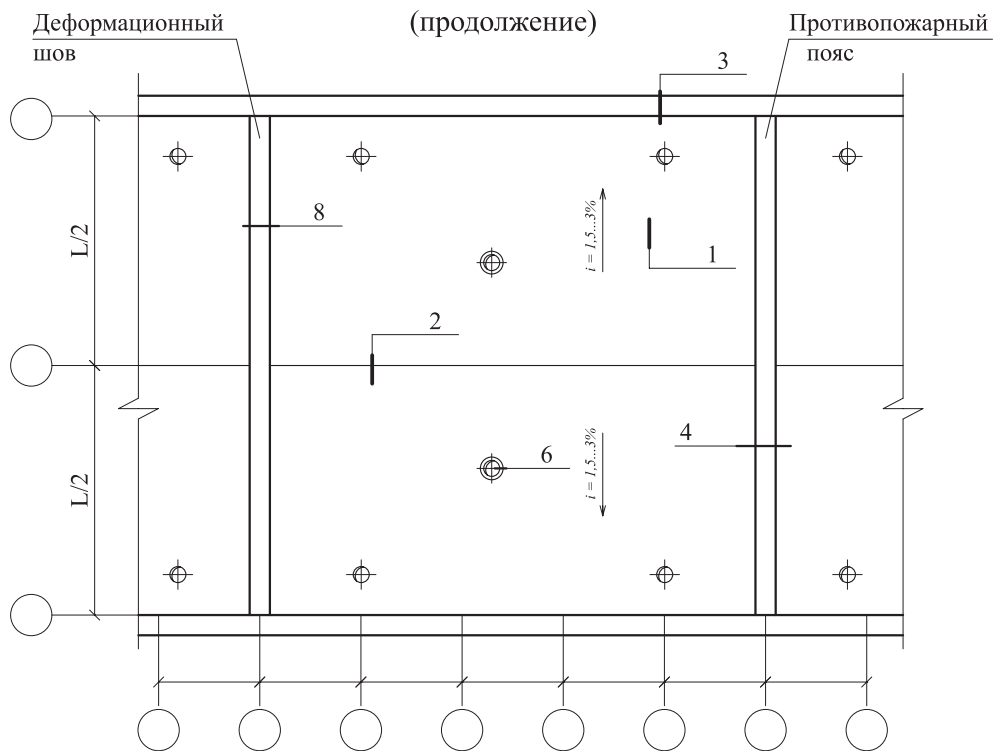 (продолжение)
Деформационный
шов
Противопожарный
пояс
3
8
1
i = 1,5...3%
L/2
2
4
6
i = 1,5...3%
L/2